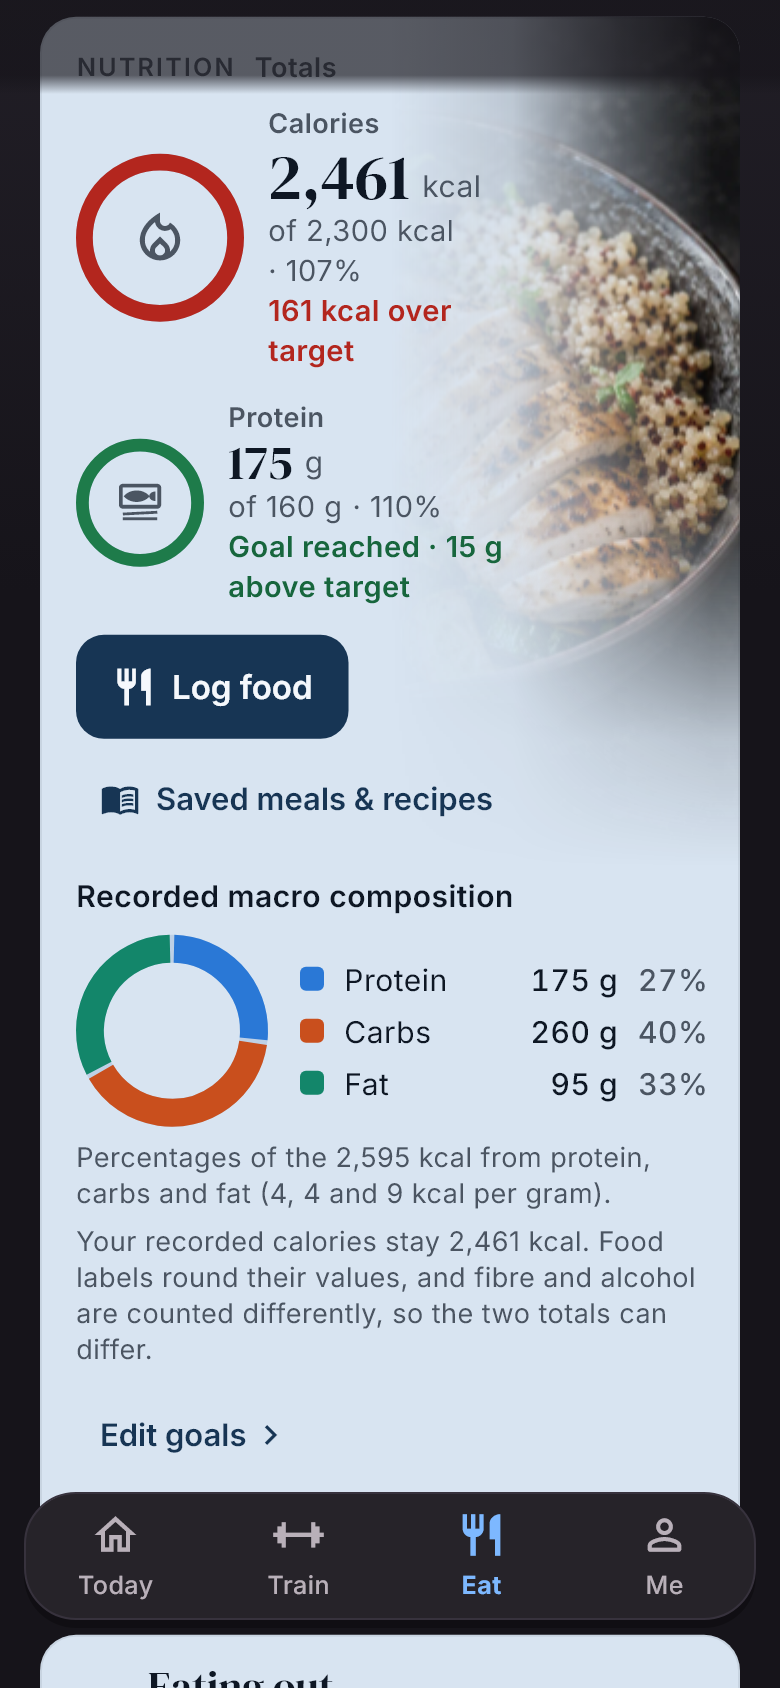 NUTRITION Totals
Calories
2,461 kcal
of 2,300 kcal
· 107%
161 kcal over
target
Protein
175 g
of 160 g · 110%
Goal reached · 15 g
above target
Log food
Saved meals & recipes
Recorded macro composition
Protein 175 g 27%
Carbs 260 g 40%
Fat 95 g 33%
Percentages of the 2,595 kcal from protein,
carbs and fat (4, 4 and 9 kcal per gram).
Your recorded calories stay 2,461 kcal. Food
labels round their values, and fibre and alcohol
are counted differently, so the two totals can
differ.
Edit goals
Today Train Eat Me
Eating out